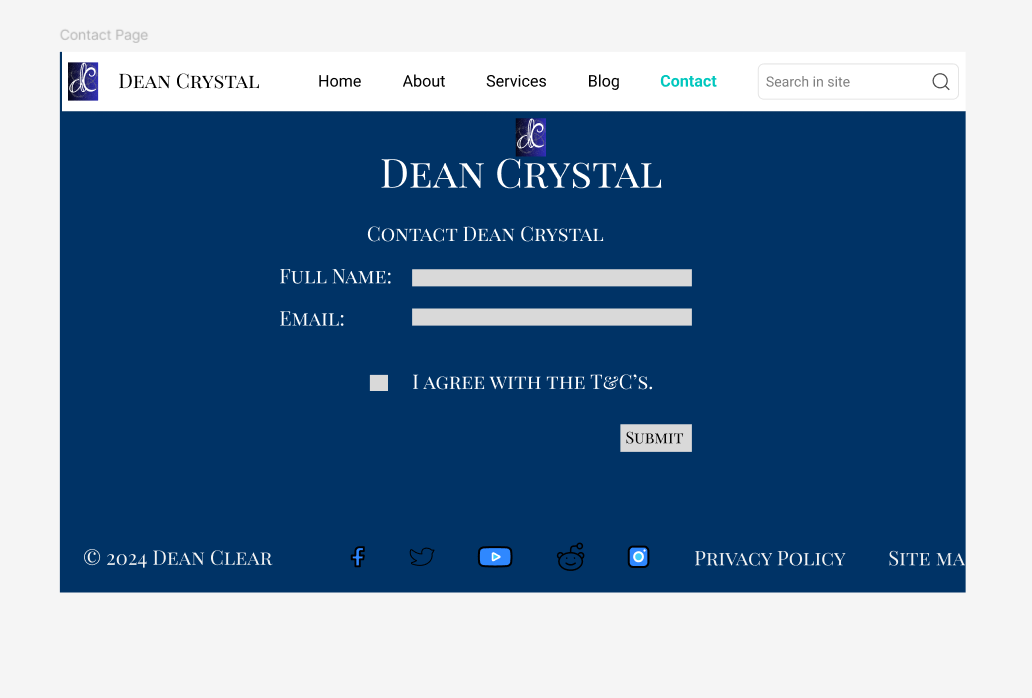 Contact Page
dC DEAN CRYSTAL Home About Services Blog Contact Search in site
dC
DEAN CRYSTAL
CONTACT DEAN CRYSTAL
FULL NAME:
EMAIL:
I AGREE WITH THE T&C'S.
SUBMIT
© 2024 DEAN CLEAR PRIVACY POLICY SITE MA